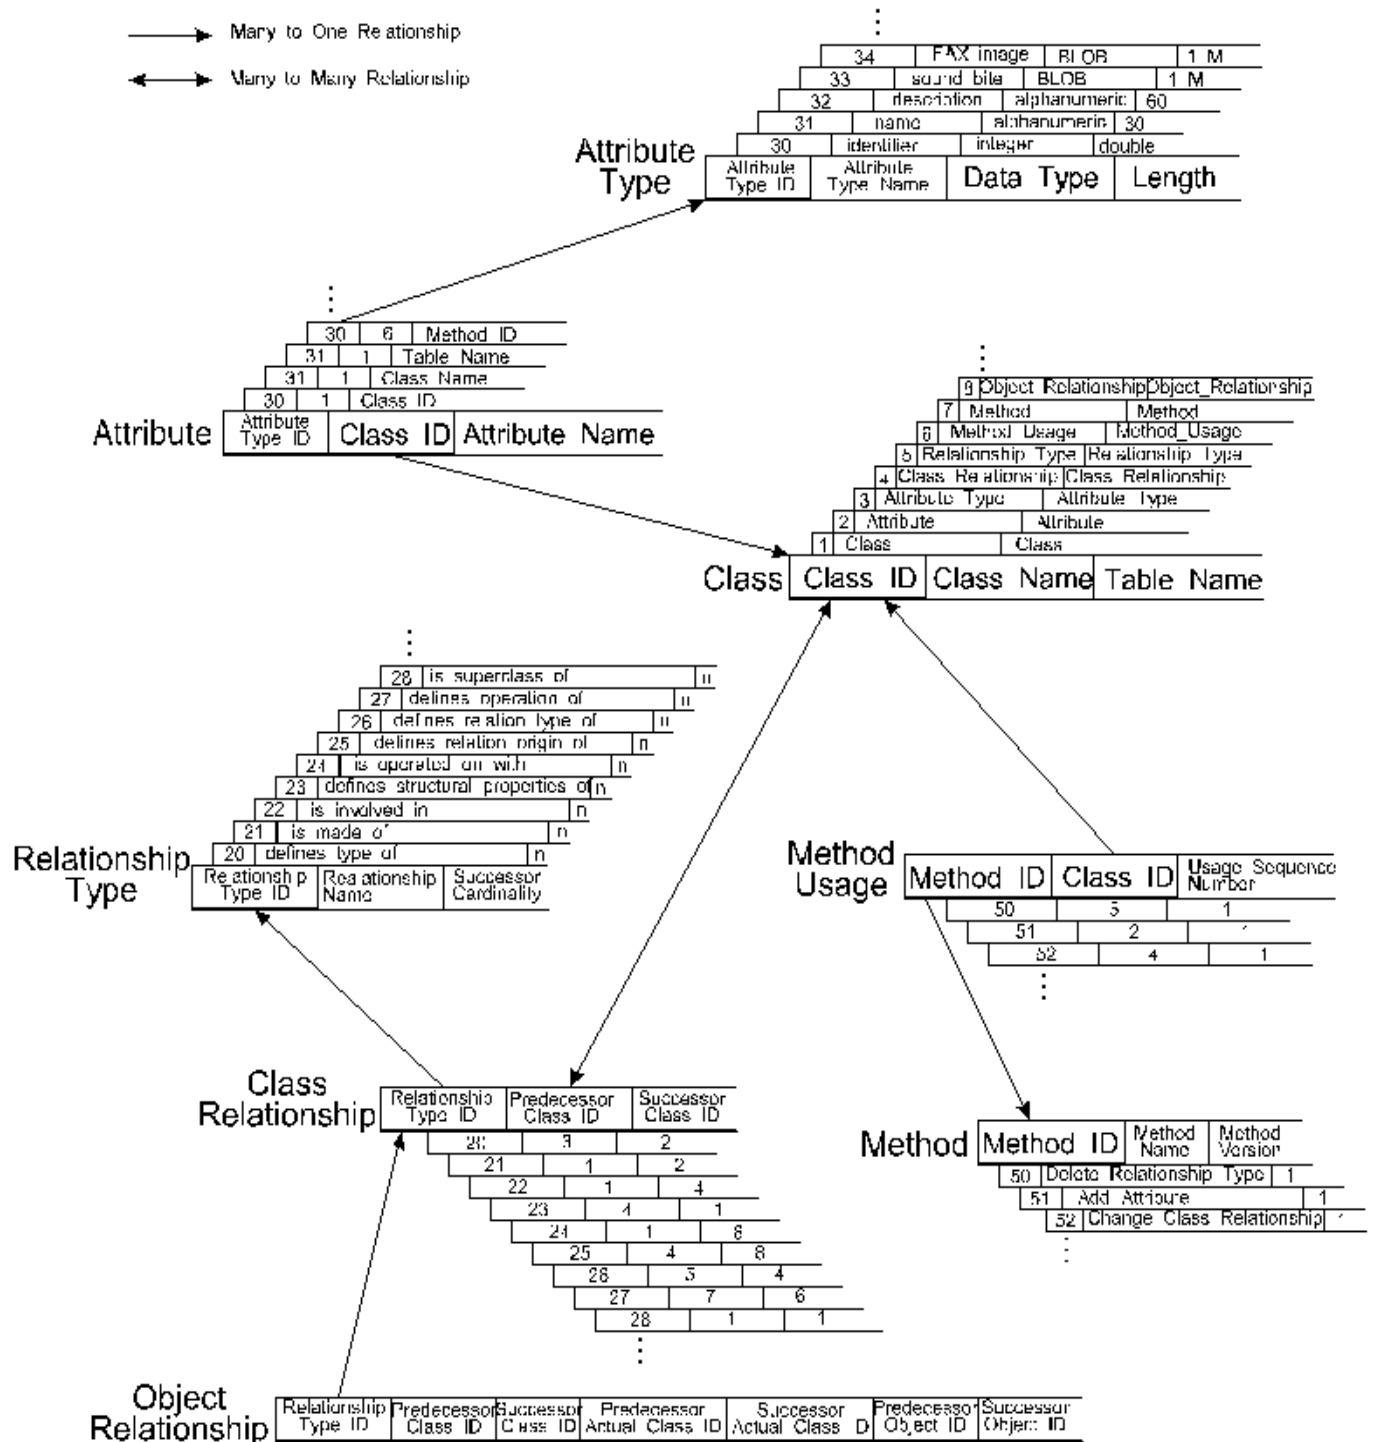 Many to One Relationship
Many to Many Relationship
34 FAX image BLOB 1 M
33 sound bite BLOB 1 M
32 description alphanumeric 60
31 name alphanumeric 30
30 identifier integer double
Attribute Type
Attribute Type ID Attribute Type Name Data Type Length
30 6 Method ID
31 1 Table Name
31 1 Class Name
30 1 Class ID
Attribute
Attribute Type ID Class ID Attribute Name
Object Relationship Object_Relationship
7 Method Method
6 Method Usage Method_Usage
5 Relationship Type Relationship Type
4 Class Relationship Class Relationship
3 Attribute Type Attribute Type
2 Attribute Attribute
1 Class Class
Class
Class ID Class Name Table Name
28 is superclass of n
27 defines operation of n
26 defines relation type of n
25 defines relation origin of n
24 is operated on with n
23 defines structural properties of n
22 is involved in n
21 is made of n
20 defines type of n
Relationship Type
Relationship Type ID Relationship Name Successor Cardinality
Method Usage
Method ID Class ID Usage Sequence Number
50 5 1
51 2
52 4 1
Class Relationship
Relationship Type ID Predecessor Class ID Successor Class ID
20 3 2
21 1 2
22 1 4
23 4 1
24 1 6
25 4 8
5 4
27 7 6
28 1 1
Method
Method ID Method Name Method Version
50 Delete Relationship Type 1
51 Add Attribute 1
52 Change Class Relationship
Object Relationship
Relationship Type ID Predecessor Class ID Successor Class ID Predecessor Actual Class ID Successor Actual Class ID Predecessor Object ID Successor Object ID